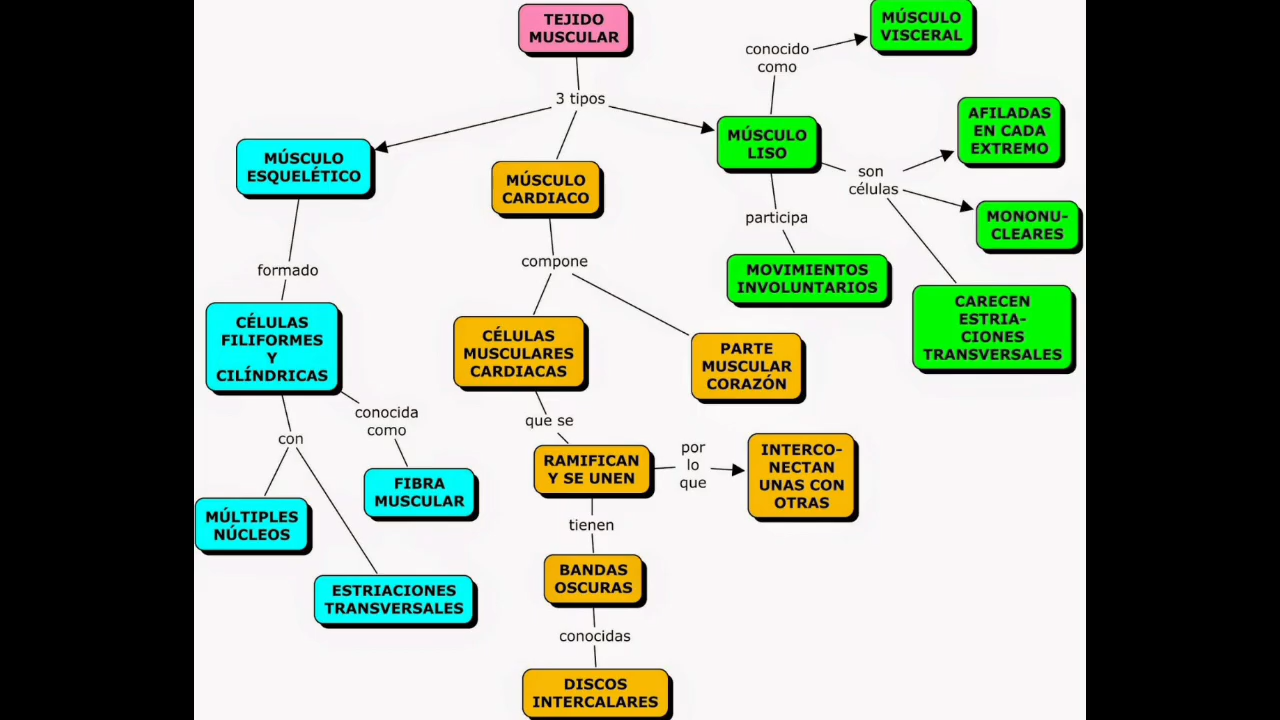 TEJIDO
MUSCULAR
3 tipos
MÚSCULO
ESQUELÉTICO
formado
CÉLULAS
FILIFORMES
Y
CILÍNDRICAS
con
MÚLTIPLES
NÚCLEOS
ESTRIACIONES
TRANSVERSALES
conocida
como
FIBRA
MUSCULAR
MÚSCULO
CARDIACO
compone
CÉLULAS
MUSCULARES
CARDIACAS
PARTE
MUSCULAR
CORAZÓN
que se
RAMIFICAN
Y SE UNEN
por
lo
que
INTERCO-
NECTAN
UNAS CON
OTRAS
tienen
BANDAS
OSCURAS
conocidas
DISCOS
INTERCALARES
MÚSCULO
LISO
conocido
como
MÚSCULO
VISCERAL
participa
MOVIMIENTOS
INVOLUNTARIOS
son
células
AFILADAS
EN CADA
EXTREMO
MONONU-
CLEARES
CARECEN
ESTRIA-
CIONES
TRANSVERSALES